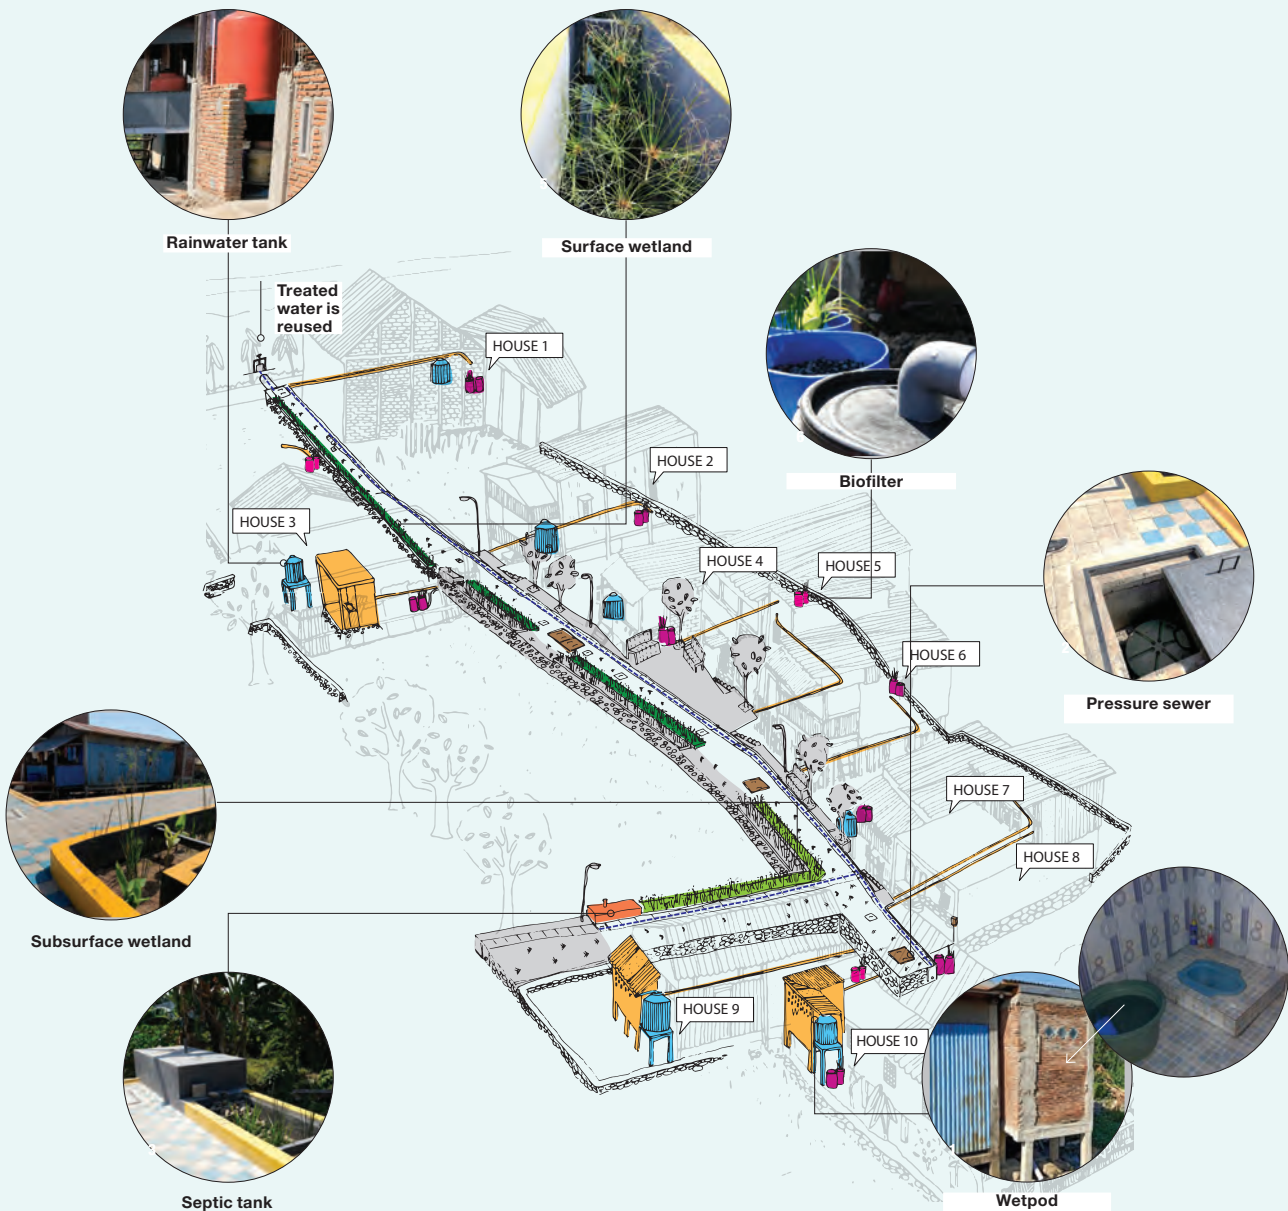 Rainwater tank
Surface wetland
Treated
water is
reused
HOUSE 1
Biofilter
HOUSE 2
HOUSE 3
HOUSE 4
HOUSE 5
HOUSE 6
Pressure sewer
HOUSE 7
HOUSE 8
Subsurface wetland
HOUSE 9
HOUSE 10
Septic tank
Wetpod